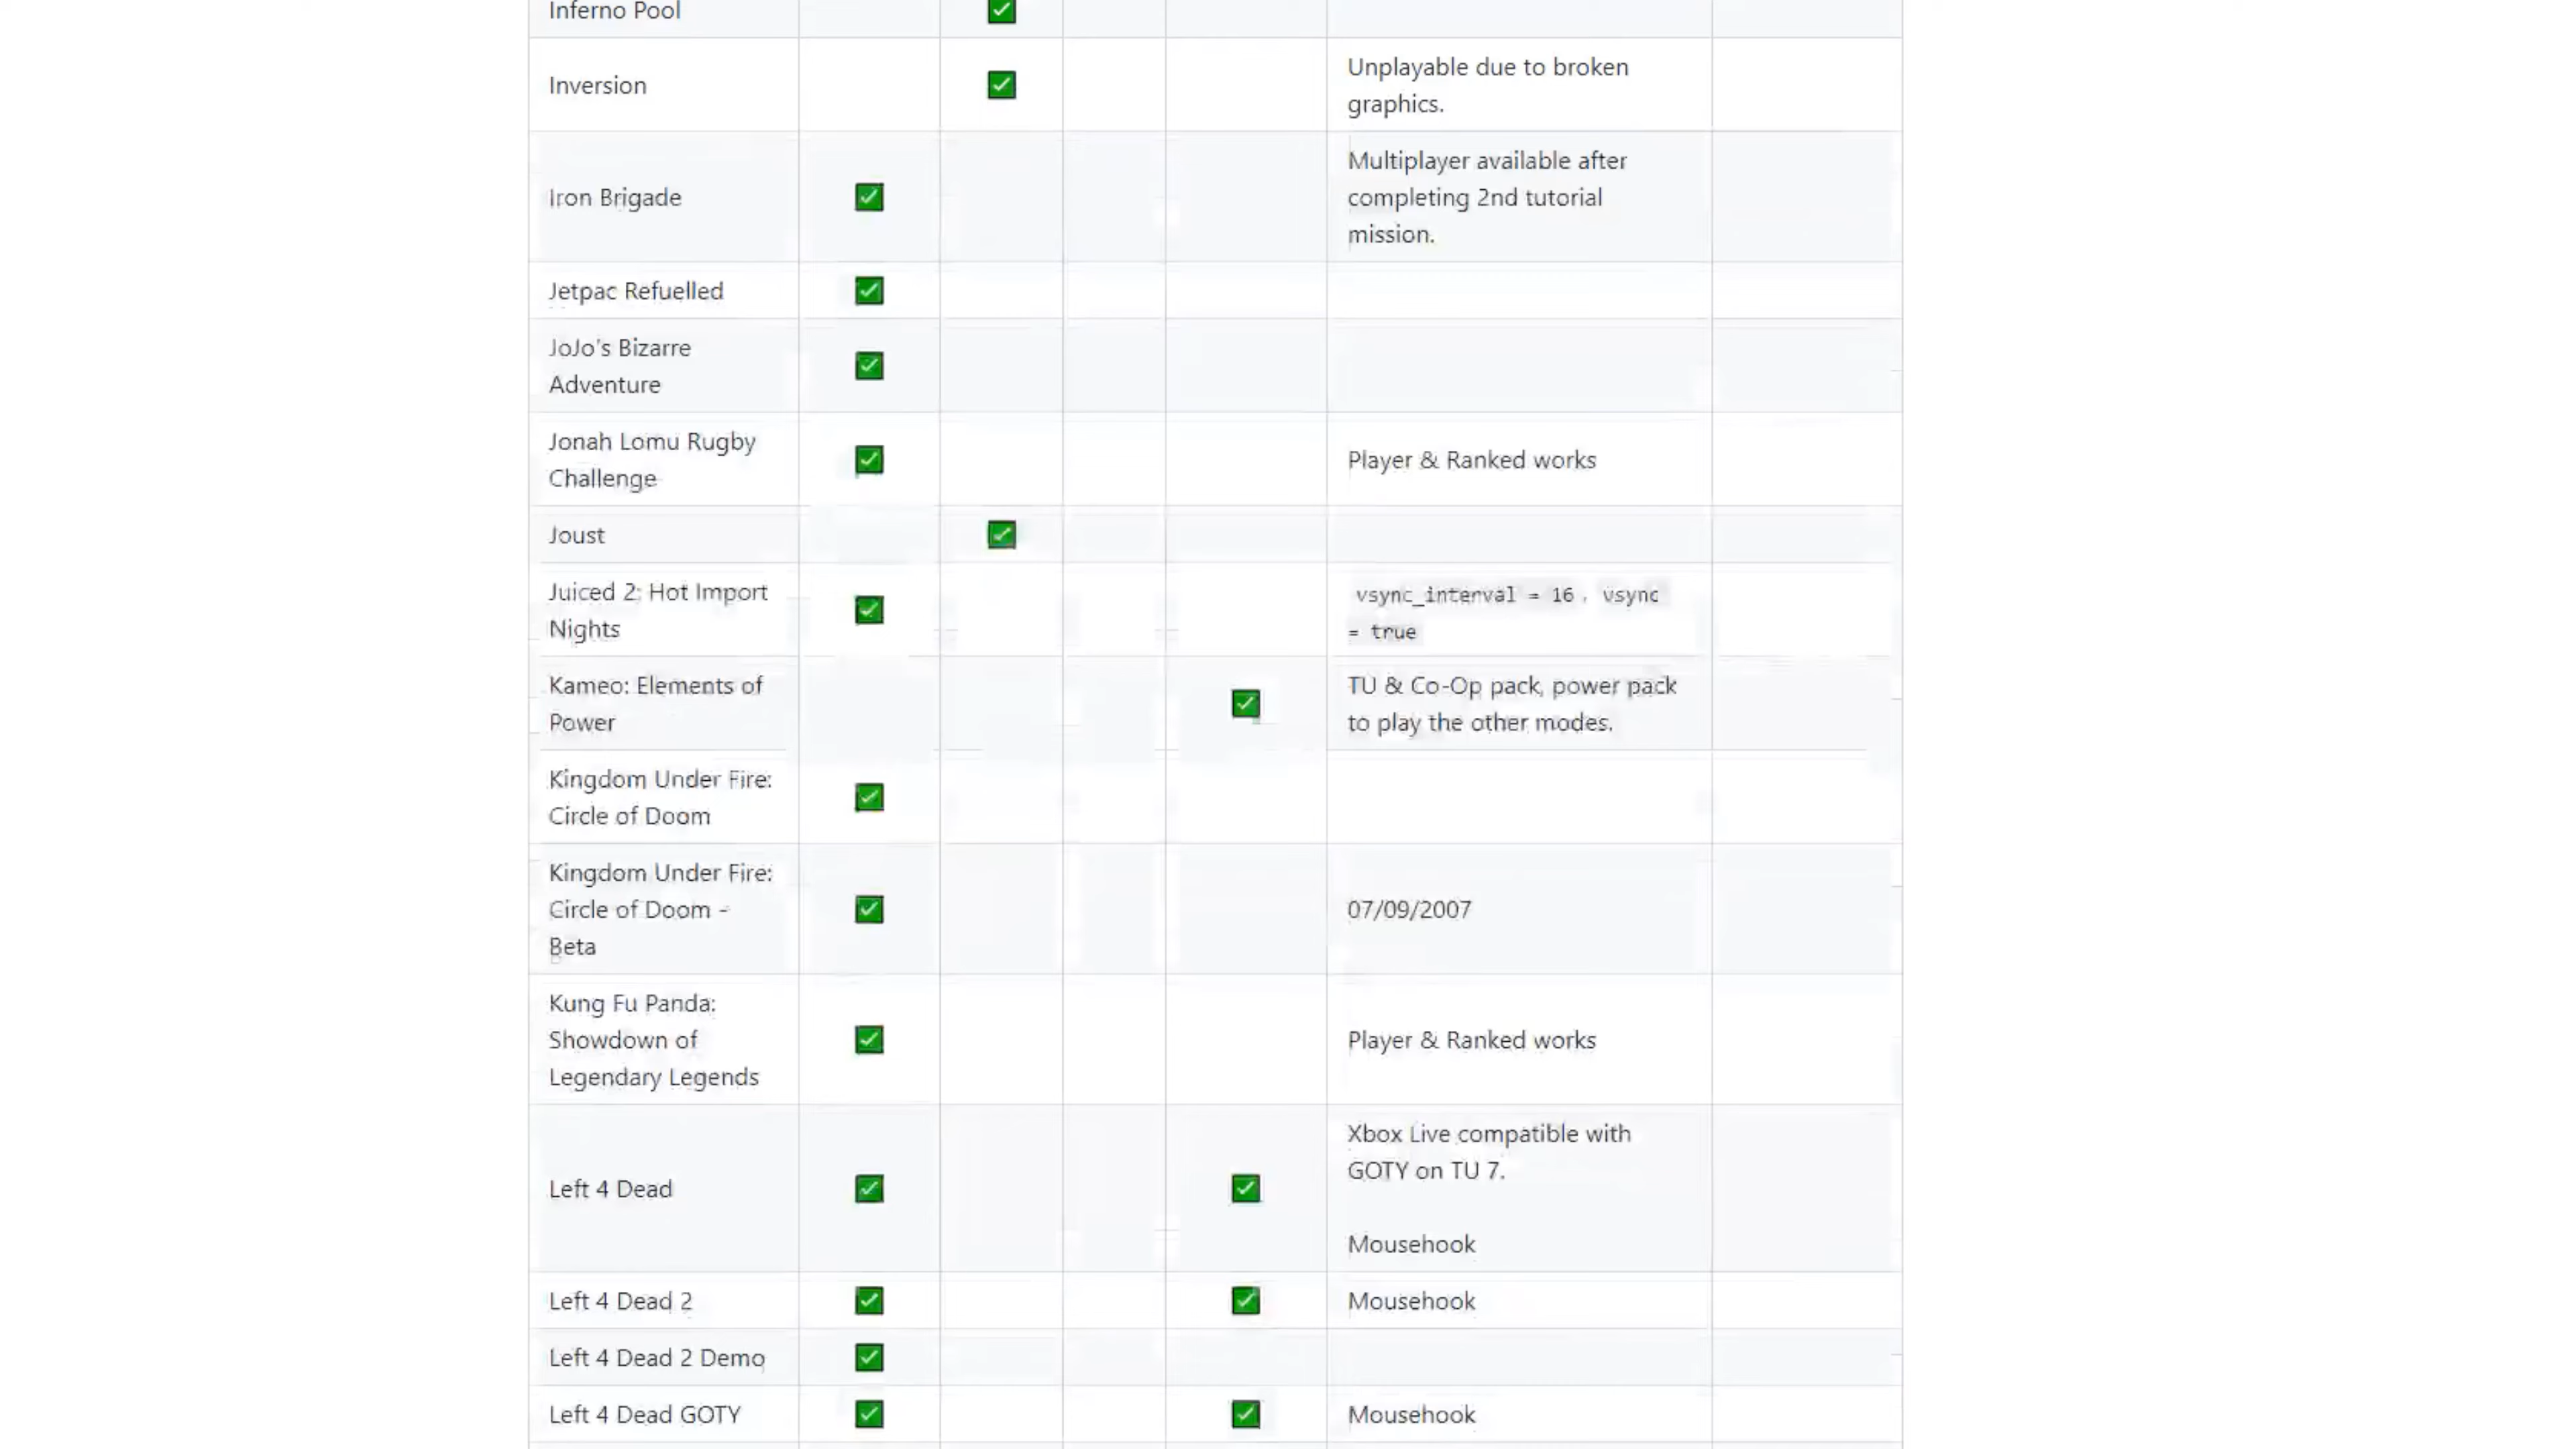 Inferno Pool
Inversion
Unplayable due to broken
graphics.
Iron Brigade
Multiplayer available after
completing 2nd tutorial
mission.
Jetpac Refuelled
JoJo's Bizarre
Adventure
Jonah Lomu Rugby
Challenge
Player & Ranked works
Joust
Juiced 2: Hot Import
Nights
vsync_interval = 16 , vsync
= true
Kameo: Elements of
Power
TU & Co-Op pack, power pack
to play the other modes.
Kingdom Under Fire:
Circle of Doom
Kingdom Under Fire:
Circle of Doom -
Beta
07/09/2007
Kung Fu Panda:
Showdown of
Legendary Legends
Player & Ranked works
Left 4 Dead
Xbox Live compatible with
GOTY on TU 7.
Mousehook
Left 4 Dead 2
Mousehook
Left 4 Dead 2 Demo
Left 4 Dead GOTY
Mousehook